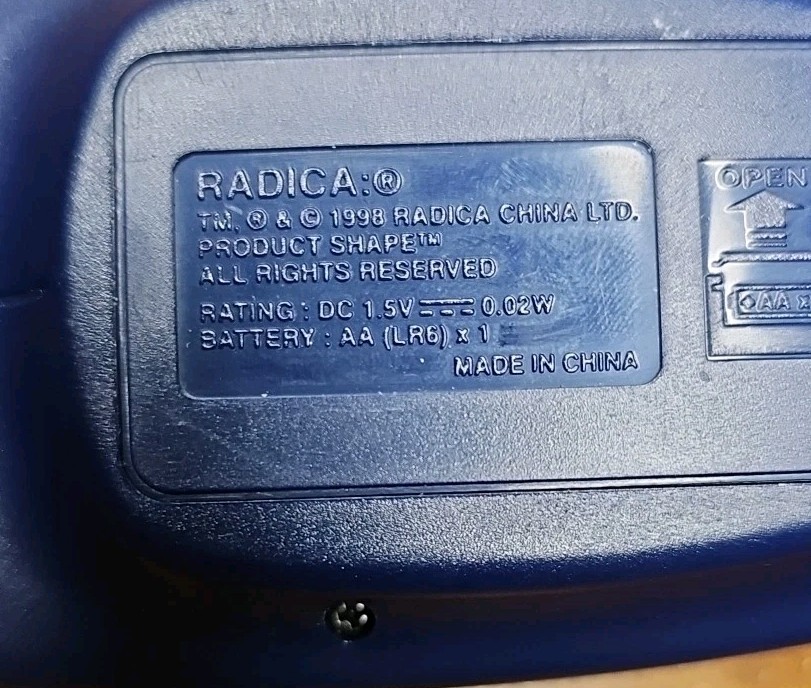 RADICA:®
TM, ® & © 1998 RADICA CHINA LTD.
PRODUCT SHAPE™
ALL RIGHTS RESERVED
RATING : DC 1.5V ⎓ 0.02W
BATTERY : AA (LR6) x 1
MADE IN CHINA
OPEN
AA x